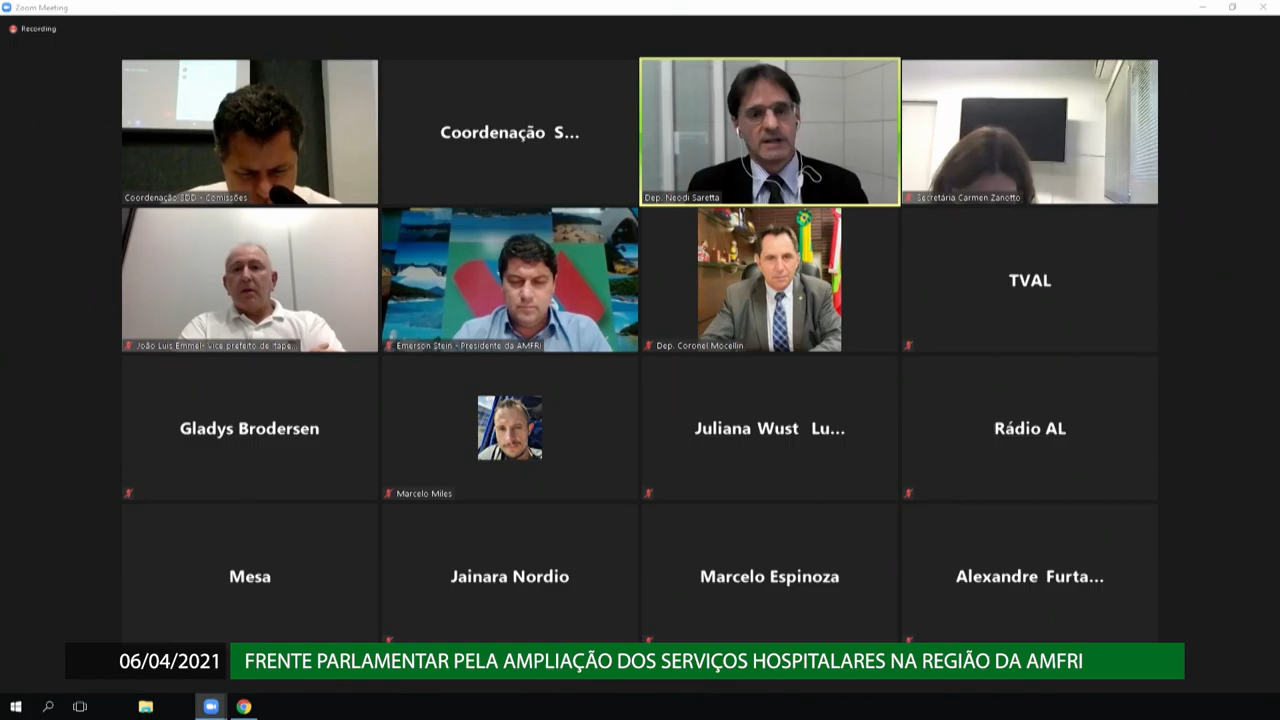 Zoom Meeting
Recording
Coordenação SDD - Comissões
Coordenação S...
Dep. Neodi Saretta
Secretária Carmen Zanotto
João Luis Emmel- vice prefeito de Itape...
Emerson Stein - Presidente da AMFRI
Dep. Coronel Mocellin
TVAL
Gladys Brodersen
Marcelo Miles
Juliana Wust Lu...
Rádio AL
Mesa
Jainara Nordio
Marcelo Espinoza
Alexandre Furta...
06/04/2021
FRENTE PARLAMENTAR PELA AMPLIAÇÃO DOS SERVIÇOS HOSPITALARES NA REGIÃO DA AMFRI